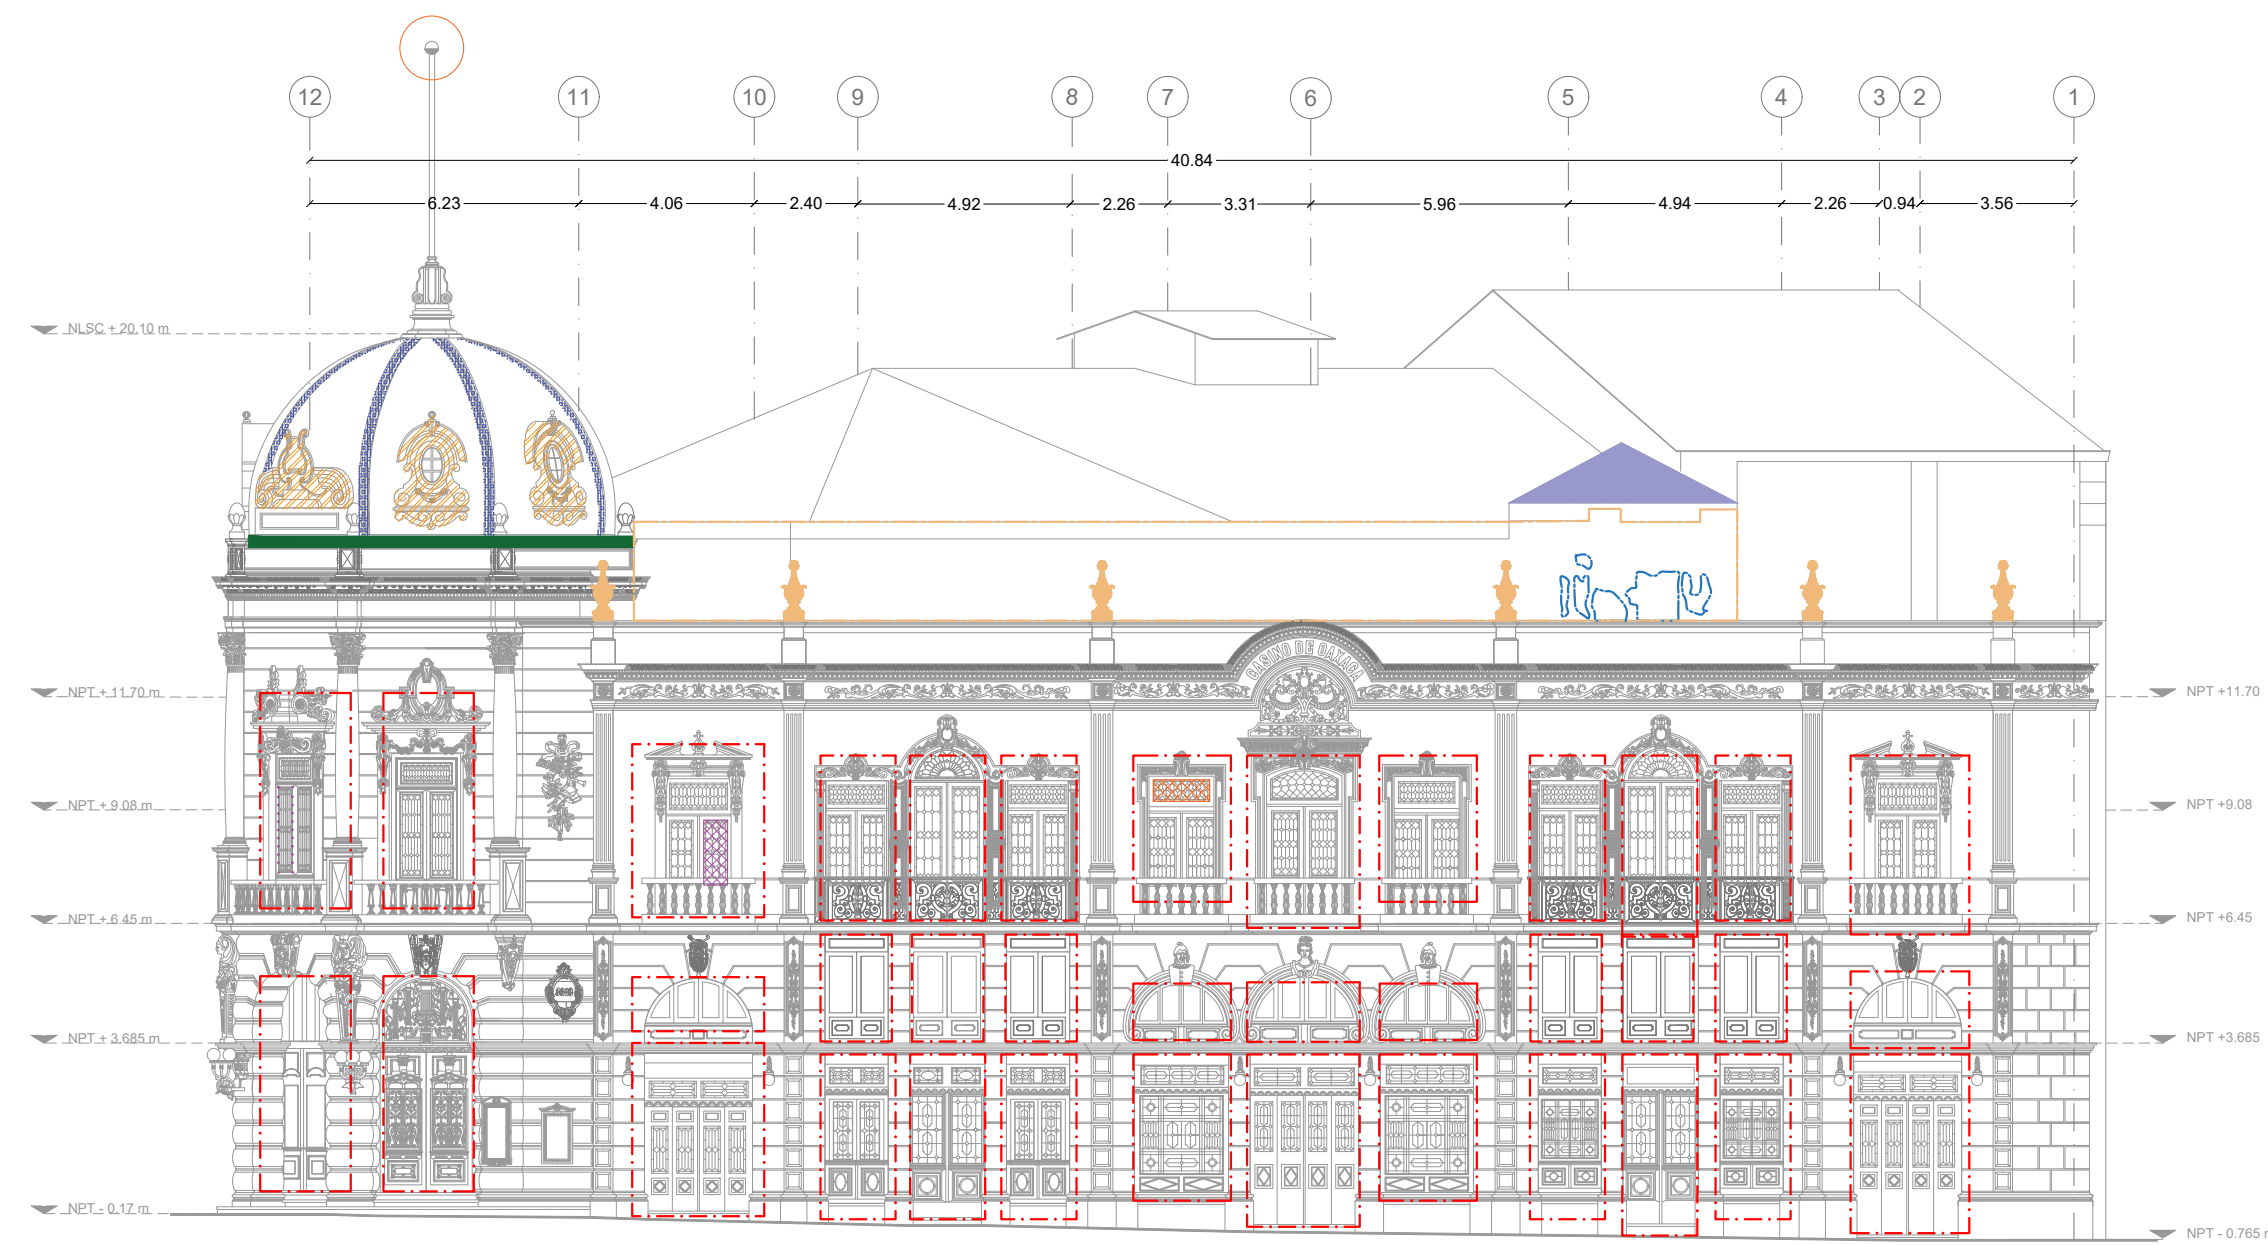 12 11 10 9 8 7 6 5 4 3 2 1
40.84
6.23 4.06 2.40 4.92 2.26 3.31 5.96 4.94 2.26 0.94 3.56
NLSC + 20.10 m
CASINO DE OAXACA
NPT + 11.70 m NPT +11.70
NPT + 9.08 m NPT +9.08
NPT + 6.45 m NPT +6.45
NPT + 3.685 m NPT +3.685
NPT - 0.17 m
NPT - 0.765